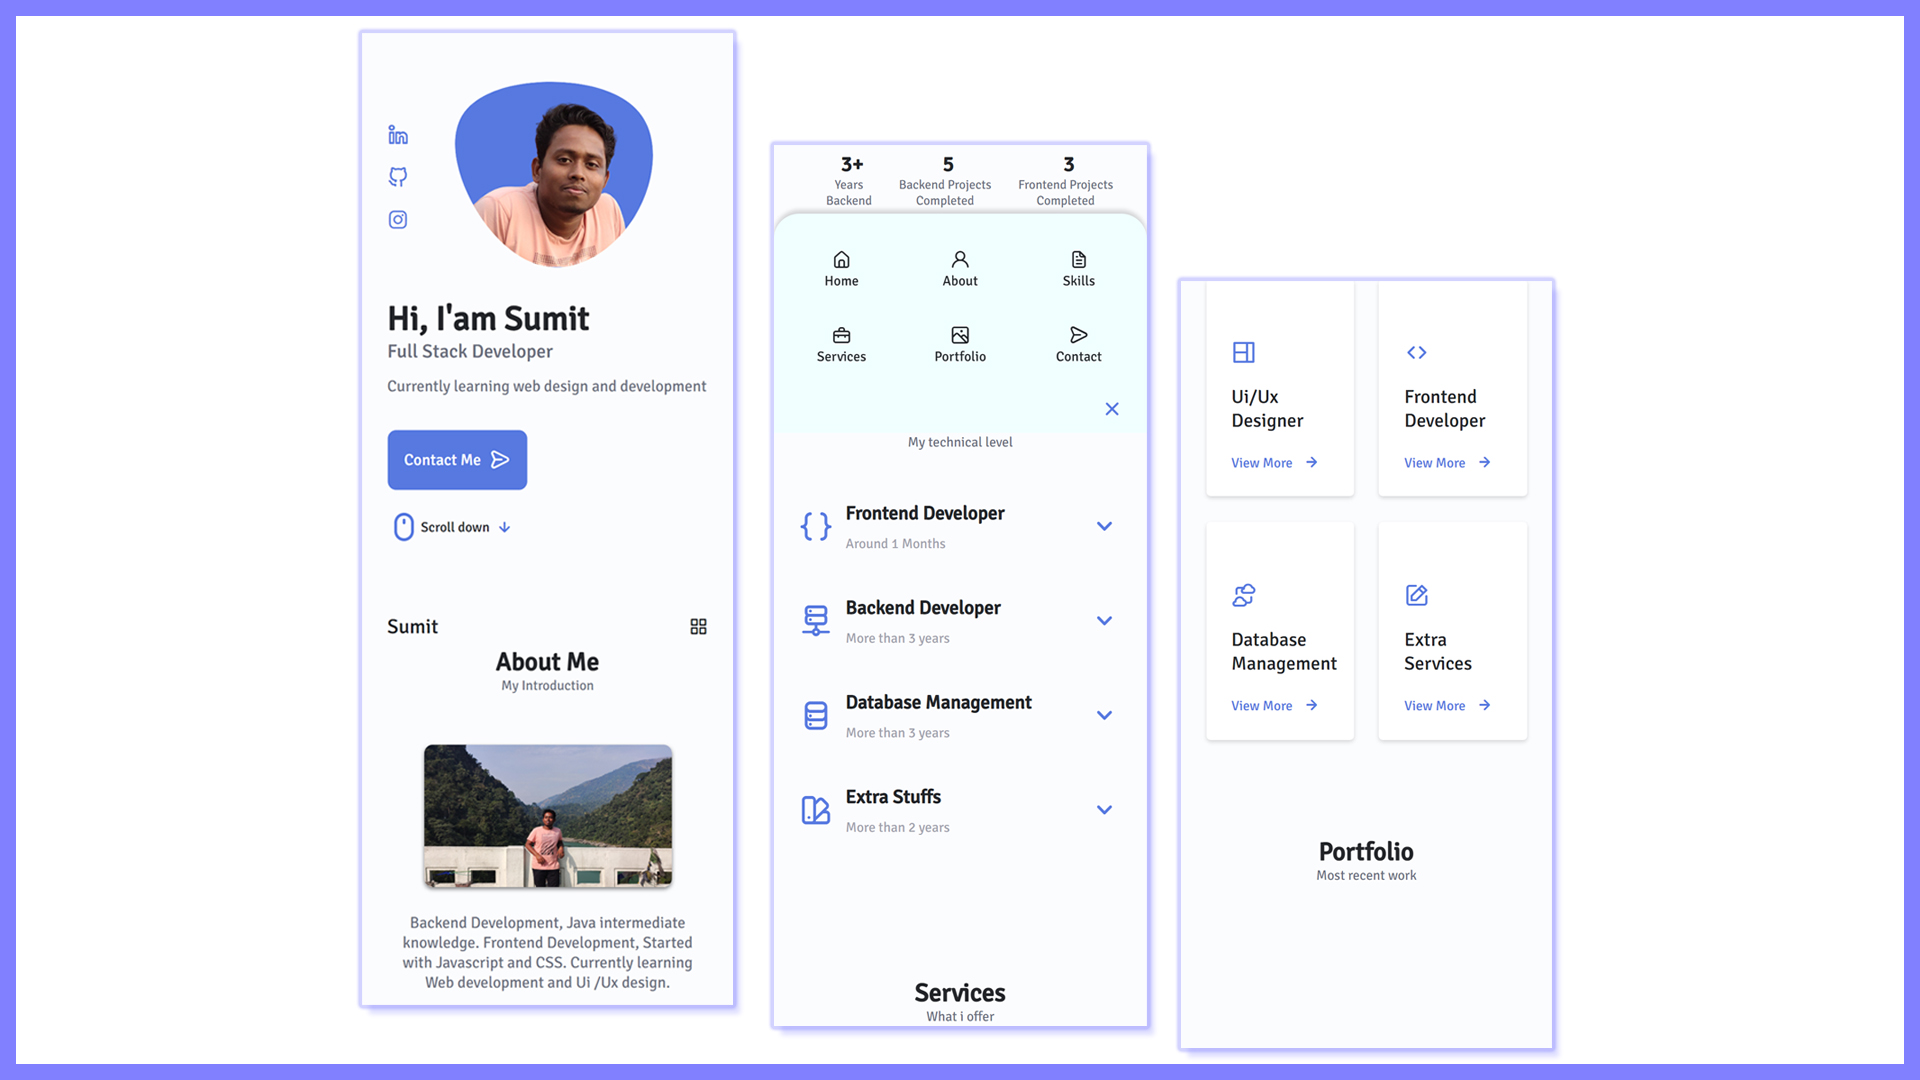 Hi, I'am Sumit
Full Stack Developer
Currently learning web design and development
Contact Me
Scroll down
Sumit
About Me
My Introduction
Backend Development, Java intermediate
knowledge. Frontend Development, Started
with Javascript and CSS. Currently learning
Web development and Ui /Ux design.
3+
Years
Backend
5
Backend Projects
Completed
3
Frontend Projects
Completed
Home
About
Skills
Services
Portfolio
Contact
My technical level
Frontend Developer
Around 1 Months
Backend Developer
More than 3 years
Database Management
More than 3 years
Extra Stuffs
More than 2 years
Services
What i offer
Ui/Ux
Designer
View More
Frontend
Developer
View More
Database
Management
View More
Extra
Services
View More
Portfolio
Most recent work